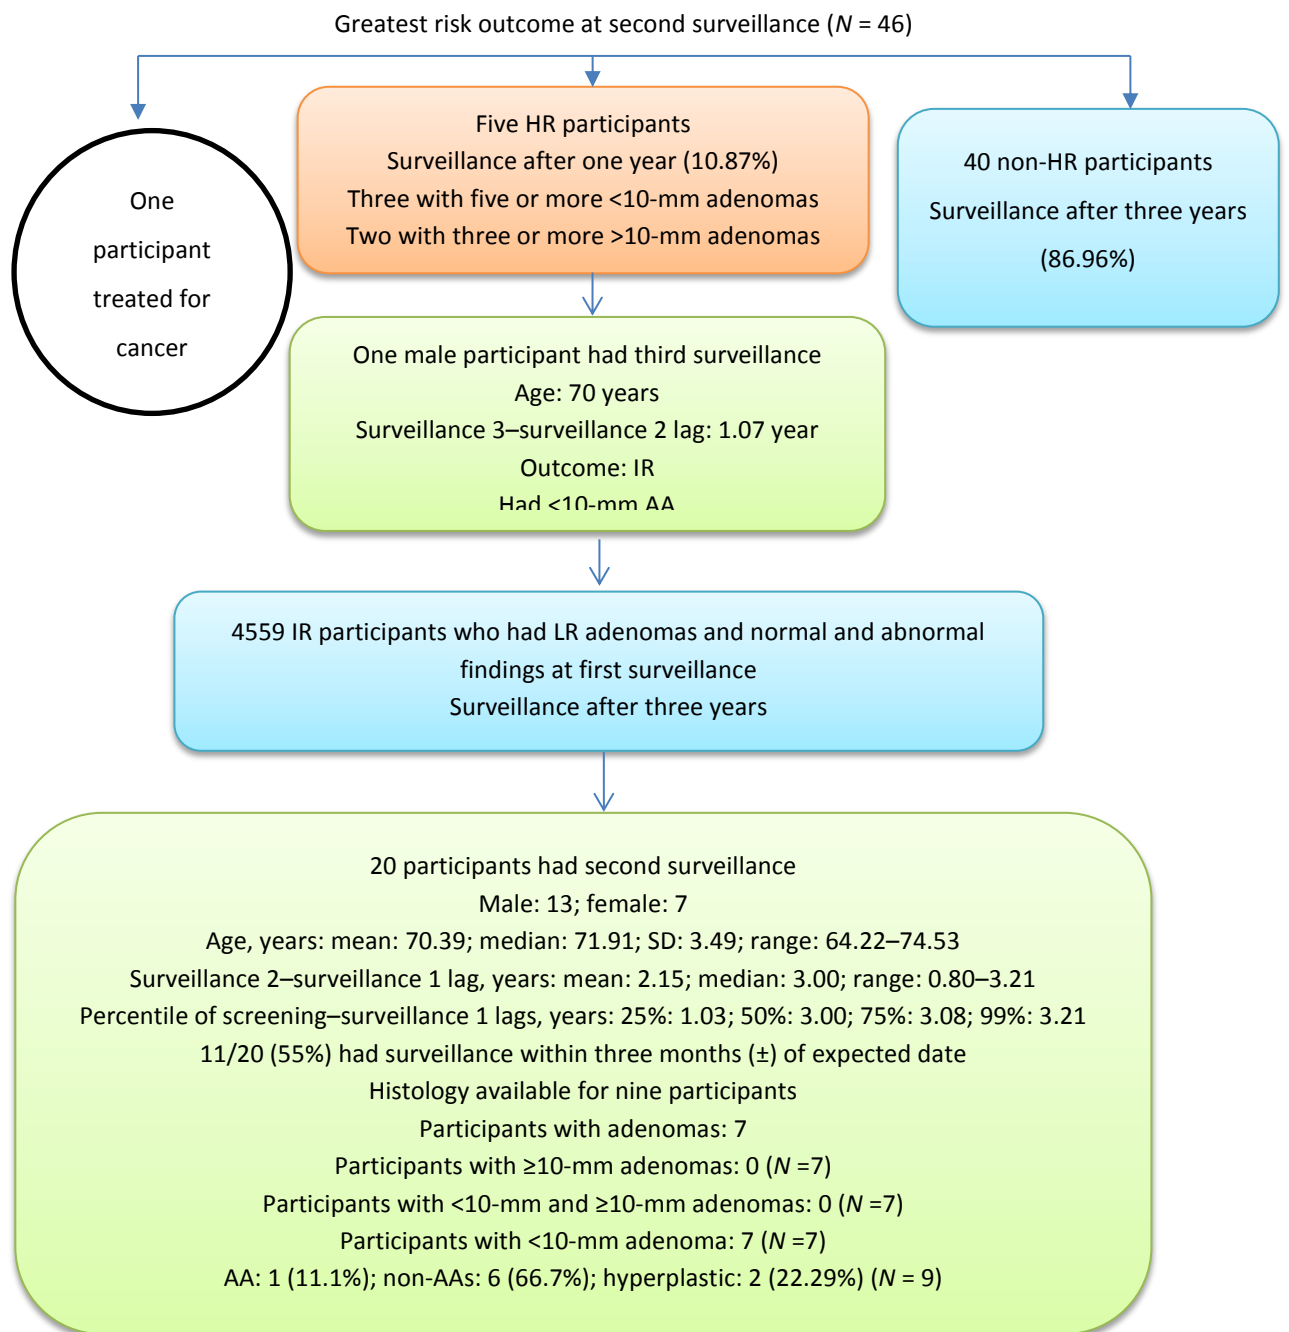 Greatest risk outcome at second surveillance (N = 46)
One
participant
treated for
cancer
Five HR participants
Surveillance after one year (10.87%)
Three with five or more <10-mm adenomas
Two with three or more >10-mm adenomas
40 non-HR participants
Surveillance after three years
(86.96%)
One male participant had third surveillance
Age: 70 years
Surveillance 3–surveillance 2 lag: 1.07 year
Outcome: IR
Had <10-mm AA
4559 IR participants who had LR adenomas and normal and abnormal
findings at first surveillance
Surveillance after three years
20 participants had second surveillance
Male: 13; female: 7
Age, years: mean: 70.39; median: 71.91; SD: 3.49; range: 64.22–74.53
Surveillance 2–surveillance 1 lag, years: mean: 2.15; median: 3.00; range: 0.80–3.21
Percentile of screening–surveillance 1 lags, years: 25%: 1.03; 50%: 3.00; 75%: 3.08; 99%: 3.21
11/20 (55%) had surveillance within three months (±) of expected date
Histology available for nine participants
Participants with adenomas: 7
Participants with ≥10-mm adenomas: 0 (N =7)
Participants with <10-mm and ≥10-mm adenomas: 0 (N =7)
Participants with <10-mm adenoma: 7 (N =7)
AA: 1 (11.1%); non-AAs: 6 (66.7%); hyperplastic: 2 (22.29%) (N = 9)